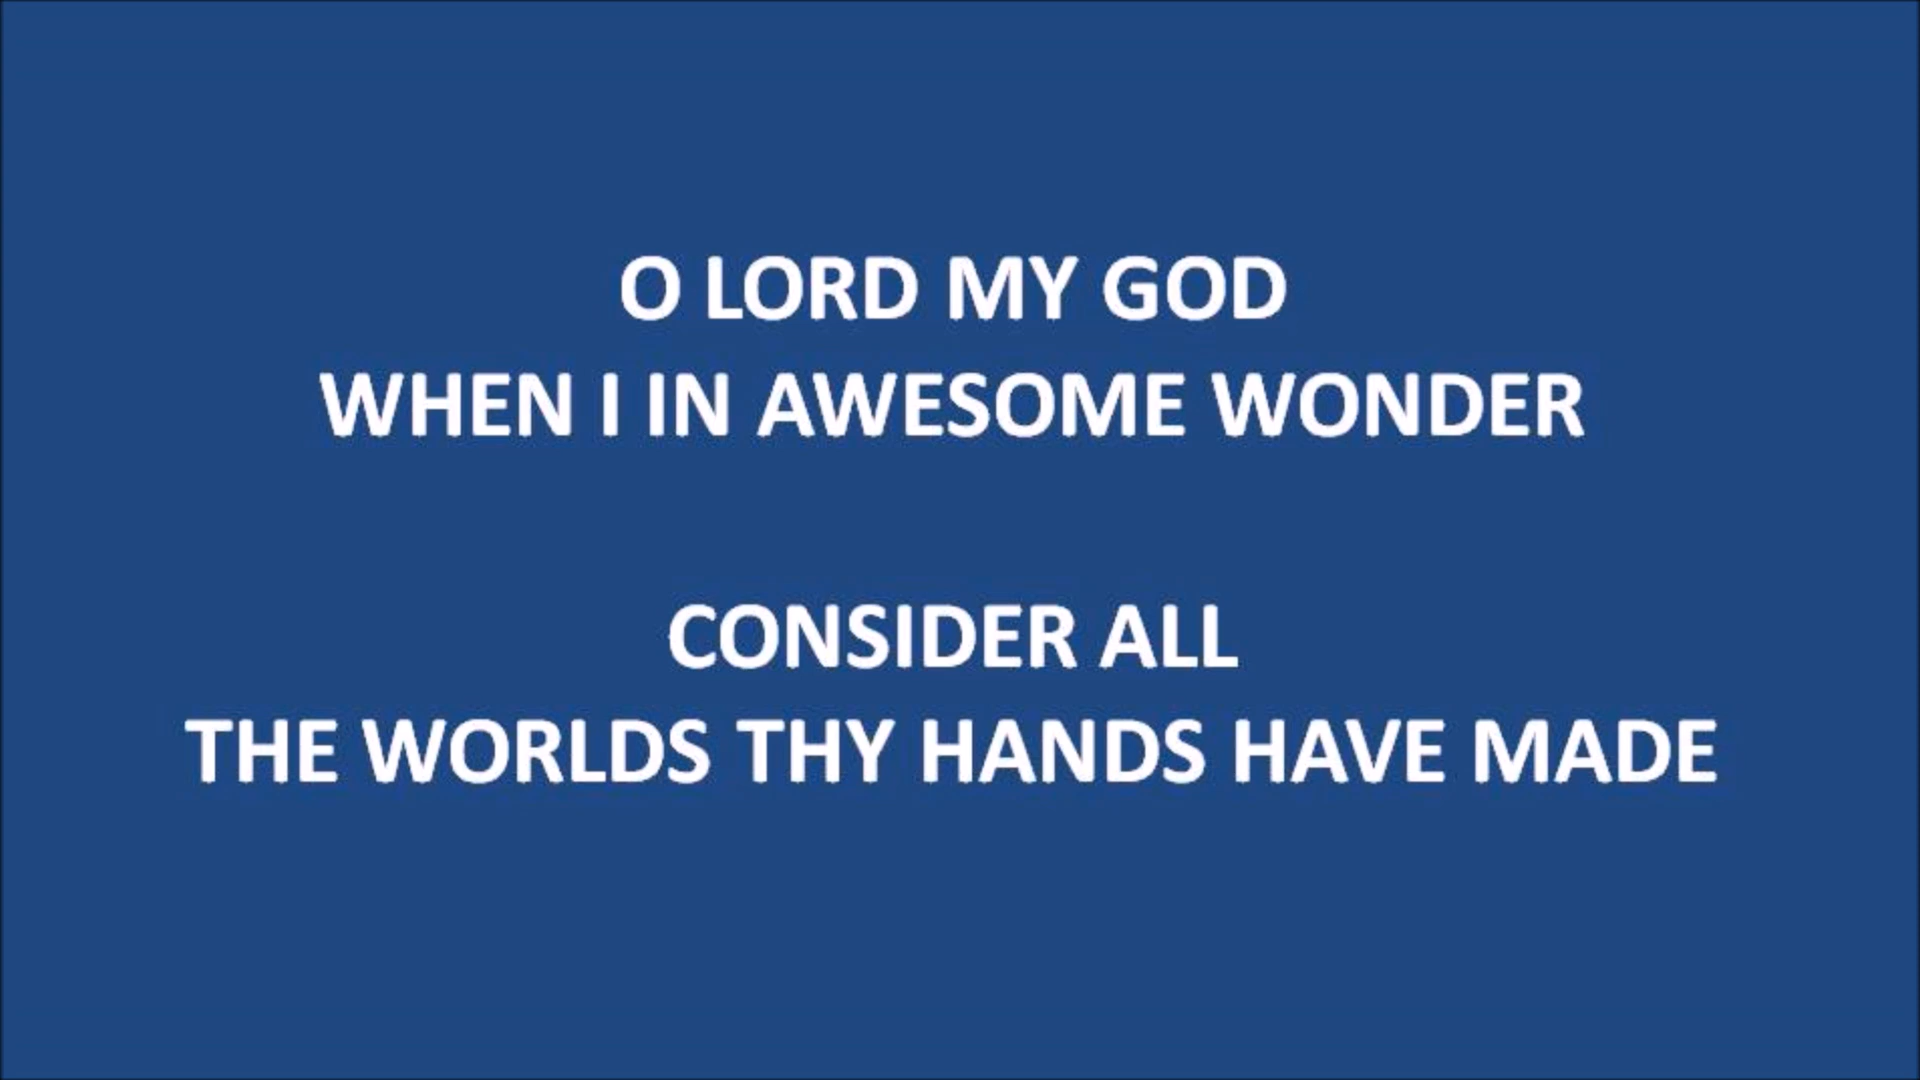 O LORD MY GOD
WHEN I IN AWESOME WONDER
CONSIDER ALL
THE WORLDS THY HANDS HAVE MADE